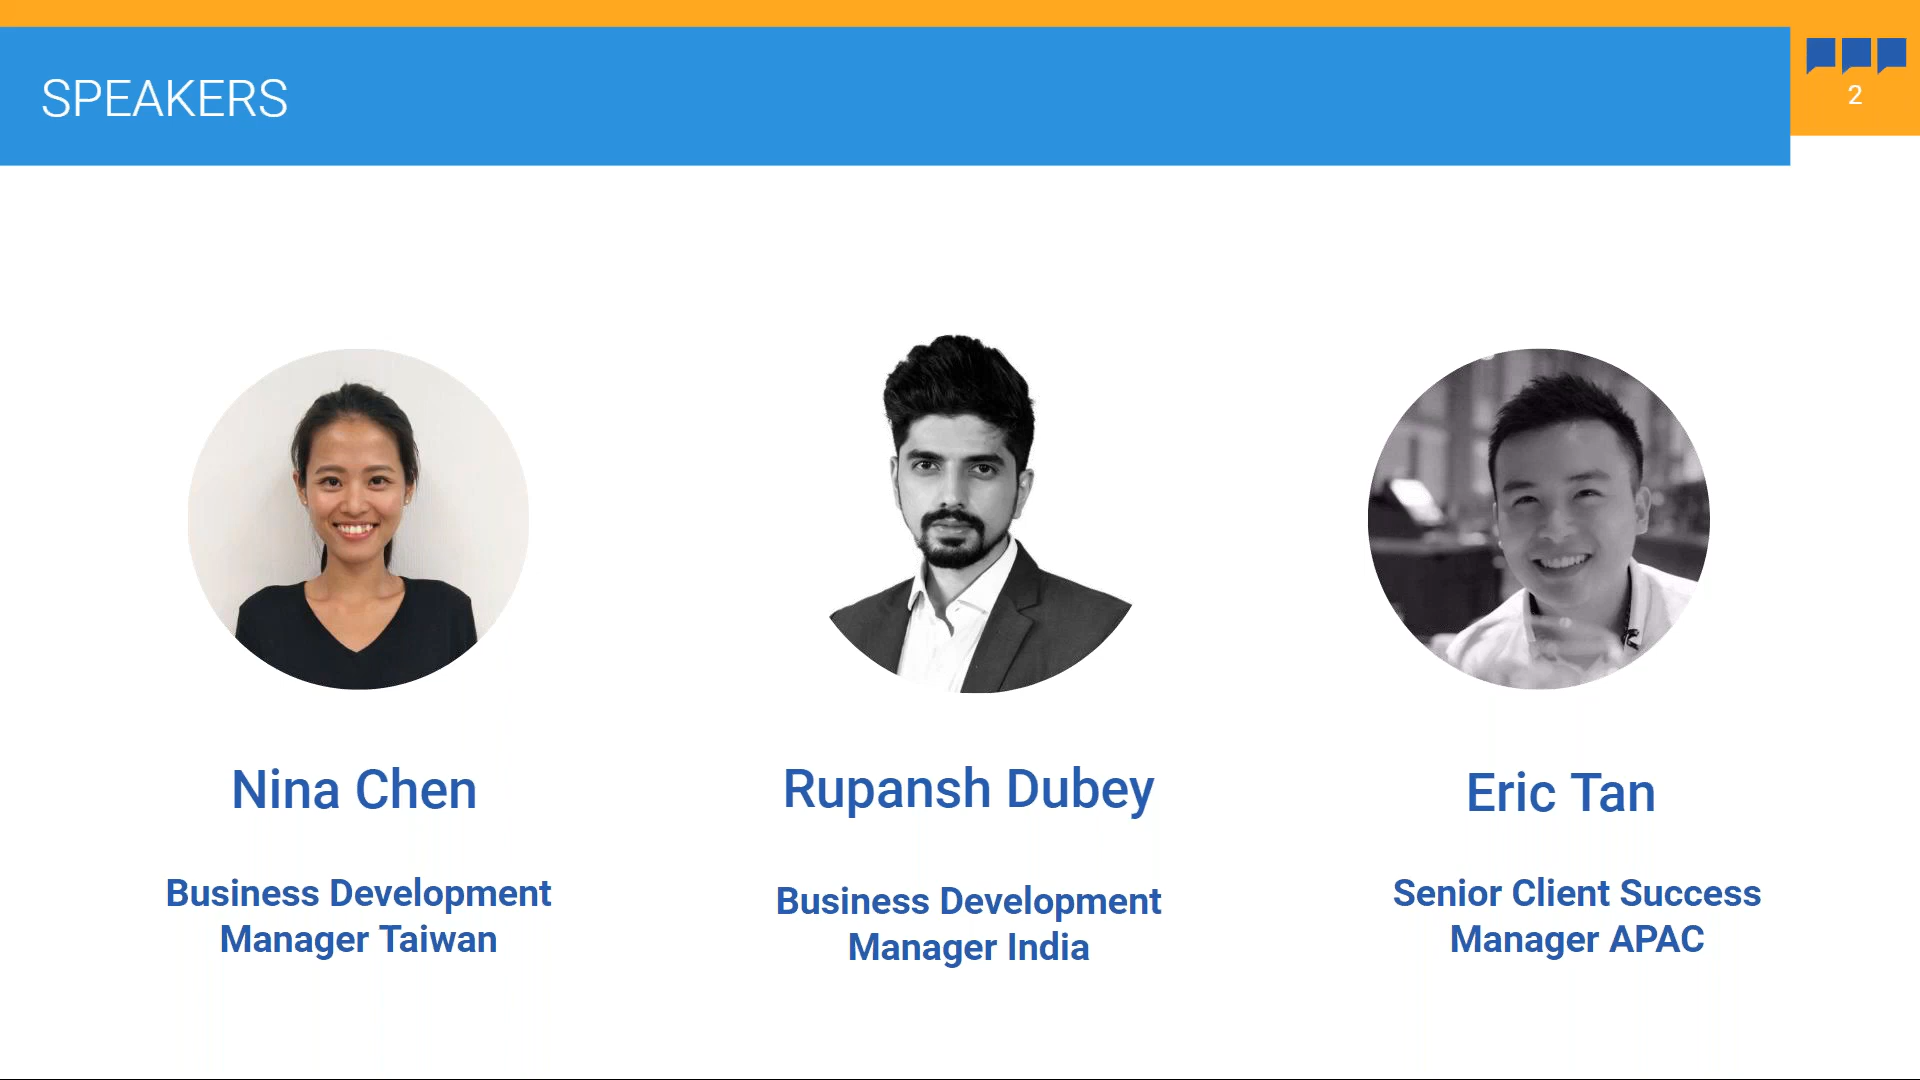 SPEAKERS
2
Nina Chen
Business Development
Manager Taiwan
Rupansh Dubey
Business Development
Manager India
Eric Tan
Senior Client Success
Manager APAC